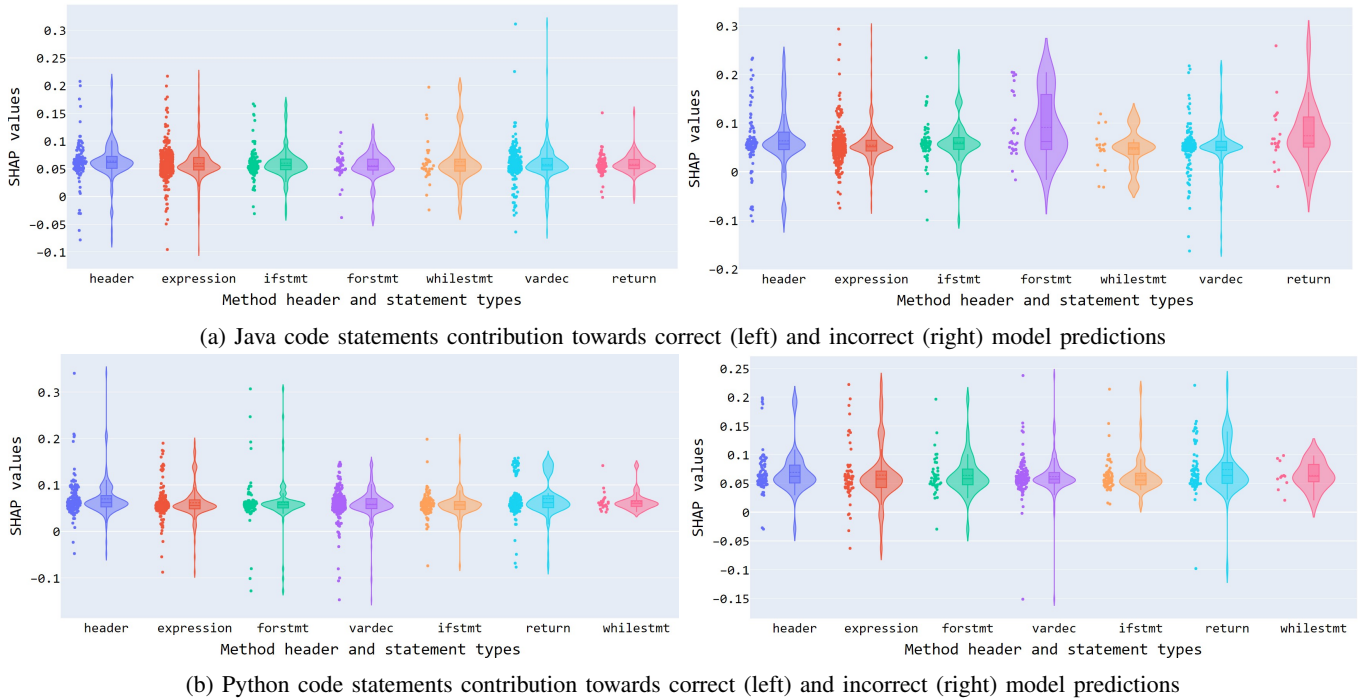 SHAP values
0.3
0.25
0.2
0.15
0.1
0.05
0
−0.05
−0.1
header expression ifstmt forstmt whilestmt vardec return
Method header and statement types
SHAP values
0.3
0.2
0.1
0
−0.1
−0.2
header expression ifstmt forstmt whilestmt vardec return
Method header and statement types
(a) Java code statements contribution towards correct (left) and incorrect (right) model predictions
SHAP values
0.3
0.2
0.1
0
−0.1
header expression forstmt vardec ifstmt return whilestmt
Method header and statement types
SHAP values
0.25
0.2
0.15
0.1
0.05
0
−0.05
−0.1
−0.15
header expression forstmt vardec ifstmt return whilestmt
Method header and statement types
(b) Python code statements contribution towards correct (left) and incorrect (right) model predictions